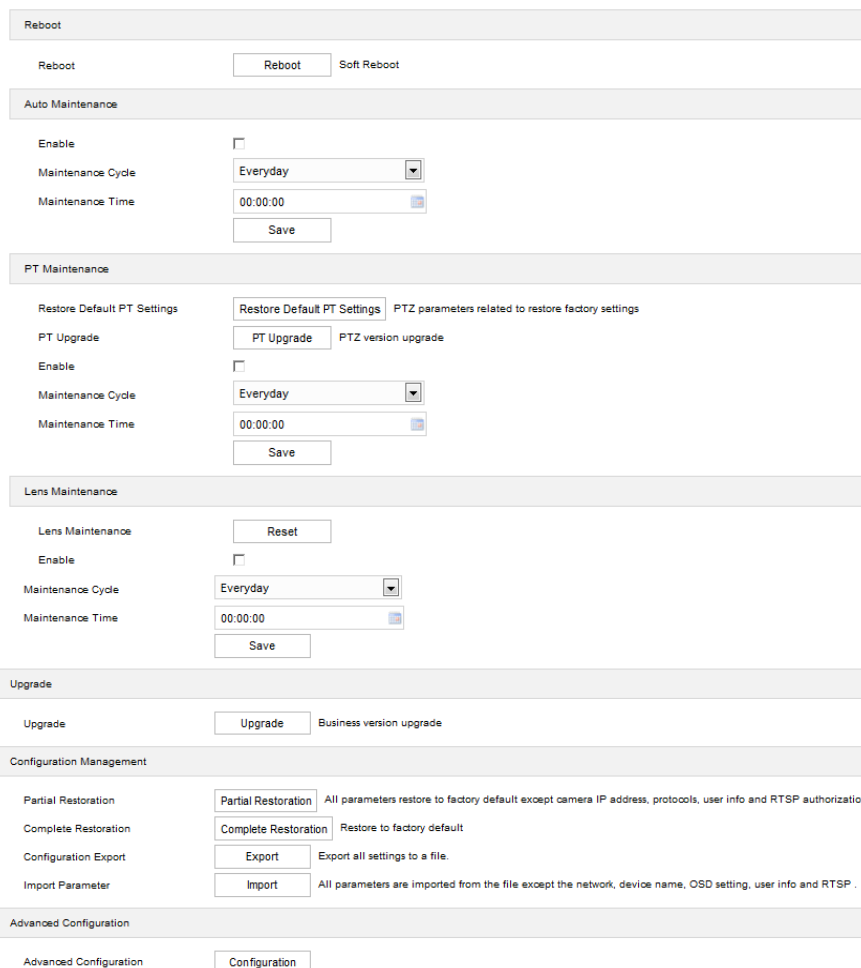 Reboot
Reboot Reboot Soft Reboot
Auto Maintenance
Enable
Maintenance Cycle Everyday
Maintenance Time 00:00:00
Save
PT Maintenance
Restore Default PT Settings Restore Default PT Settings PTZ parameters related to restore factory settings
PT Upgrade PT Upgrade PTZ version upgrade
Enable
Maintenance Cycle Everyday
Maintenance Time 00:00:00
Save
Lens Maintenance
Lens Maintenance Reset
Enable
Maintenance Cycle Everyday
Maintenance Time 00:00:00
Save
Upgrade
Upgrade Upgrade Business version upgrade
Configuration Management
Partial Restoration Partial Restoration All parameters restore to factory default except camera IP address, protocols, user info and RTSP authorizatio
Complete Restoration Complete Restoration Restore to factory default
Configuration Export Export Export all settings to a file.
Import Parameter Import All parameters are imported from the file except the network, device name, OSD setting, user info and RTSP .
Advanced Configuration
Advanced Configuration Configuration